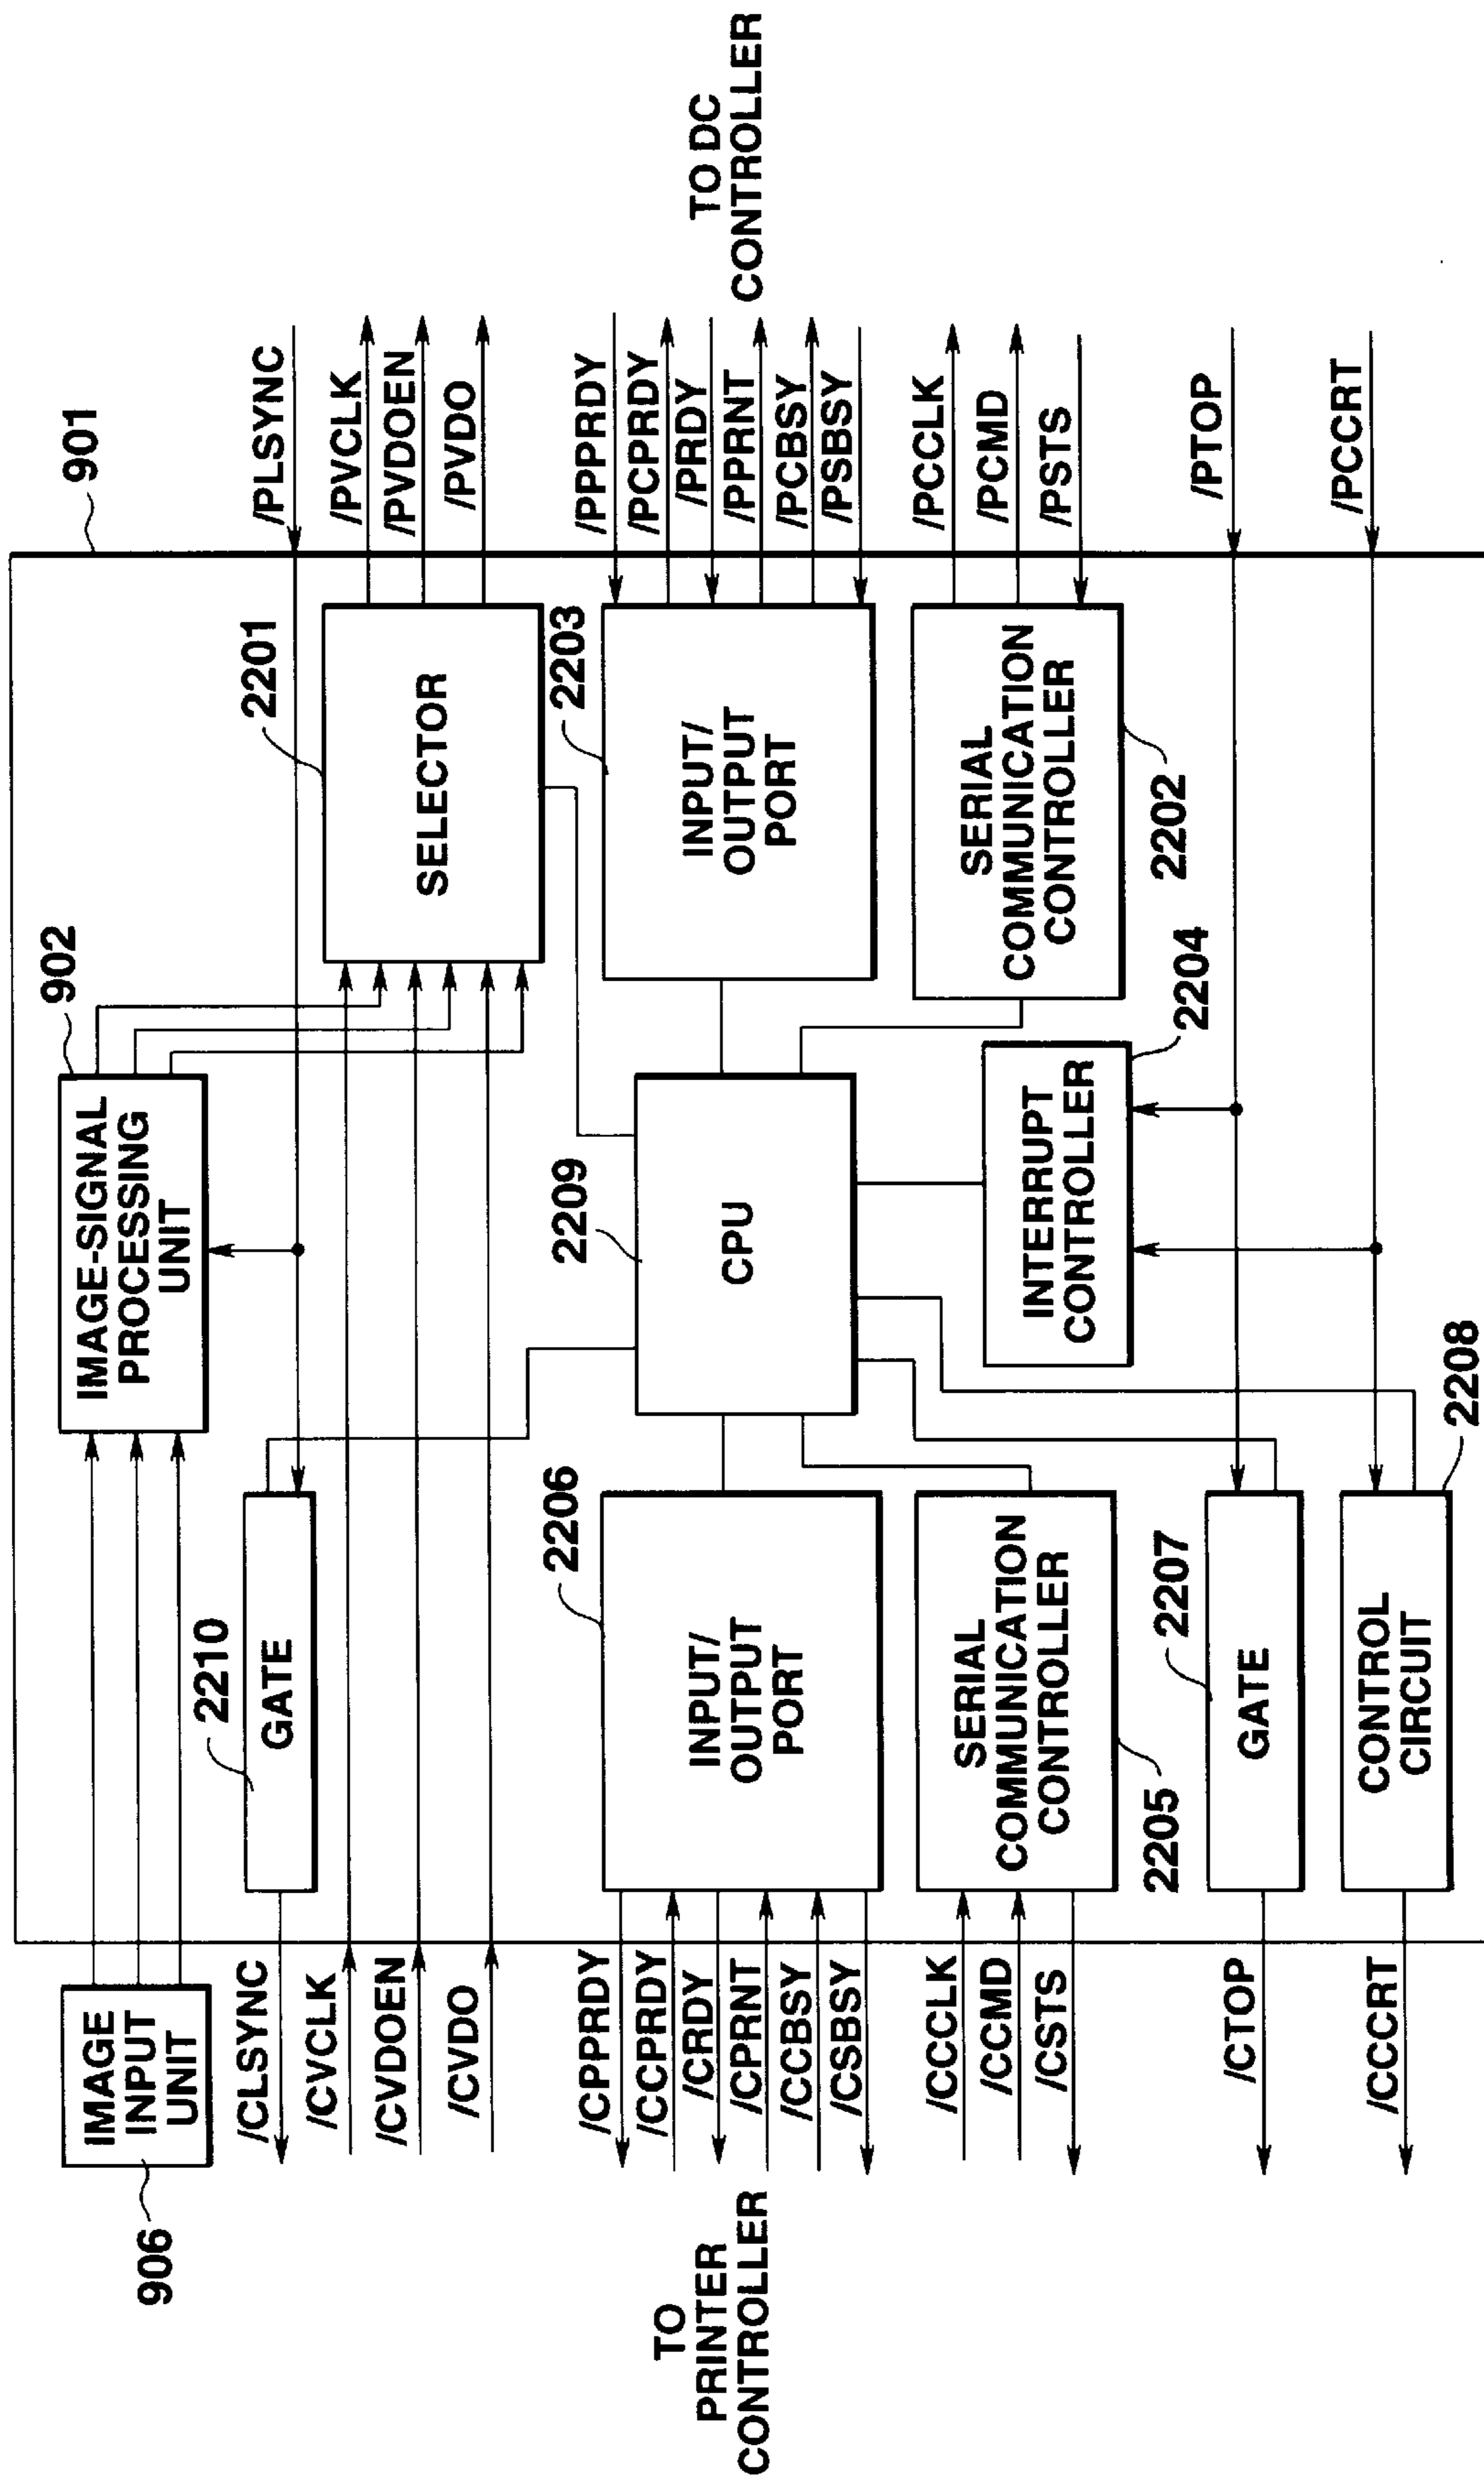 906
IMAGE
INPUT
UNIT
902
IMAGE-SIGNAL
PROCESSING
UNIT
901
/CLSYNC
/CVCLK
/CVDOEN
/CVDO
2210
GATE
2201
SELECTOR
/PLSYNC
/PVCLK
/PVDOEN
/PVDO
TO
PRINTER
CONTROLLER
/CPPRDY
/CCPRDY
/CRDY
/CPRNT
/CCBSY
/CSBSY
2206
INPUT/
OUTPUT
PORT
2209
CPU
2203
INPUT/
OUTPUT
PORT
/PPPRDY
/PCPRDY
/PRDY
/PPRNT
/PCBSY
/PSBSY
TO DC
CONTROLLER
/CCCLK
/CCMD
/CSTS
SERIAL
COMMUNICATION
CONTROLLER
2205
INTERRUPT
CONTROLLER
2204
SERIAL
COMMUNICATION
CONTROLLER
2202
/PCCLK
/PCMD
/PSTS
/CTOP
2207
GATE
/PTOP
/CCCRT
CONTROL
CIRCUIT
2208
/PCCRT